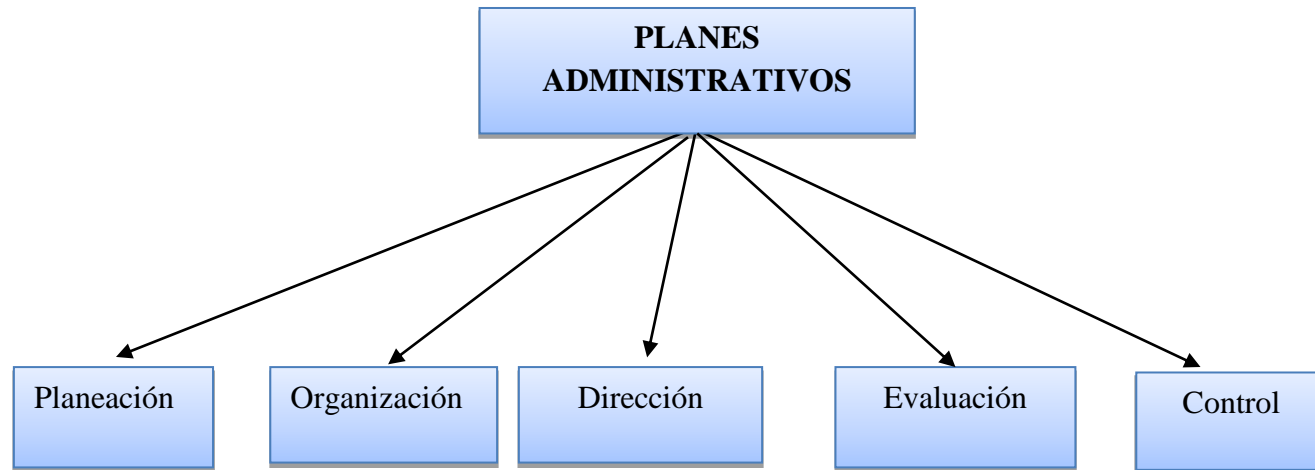 PLANES
ADMINISTRATIVOS
Planeación
Organización
Dirección
Evaluación
Control